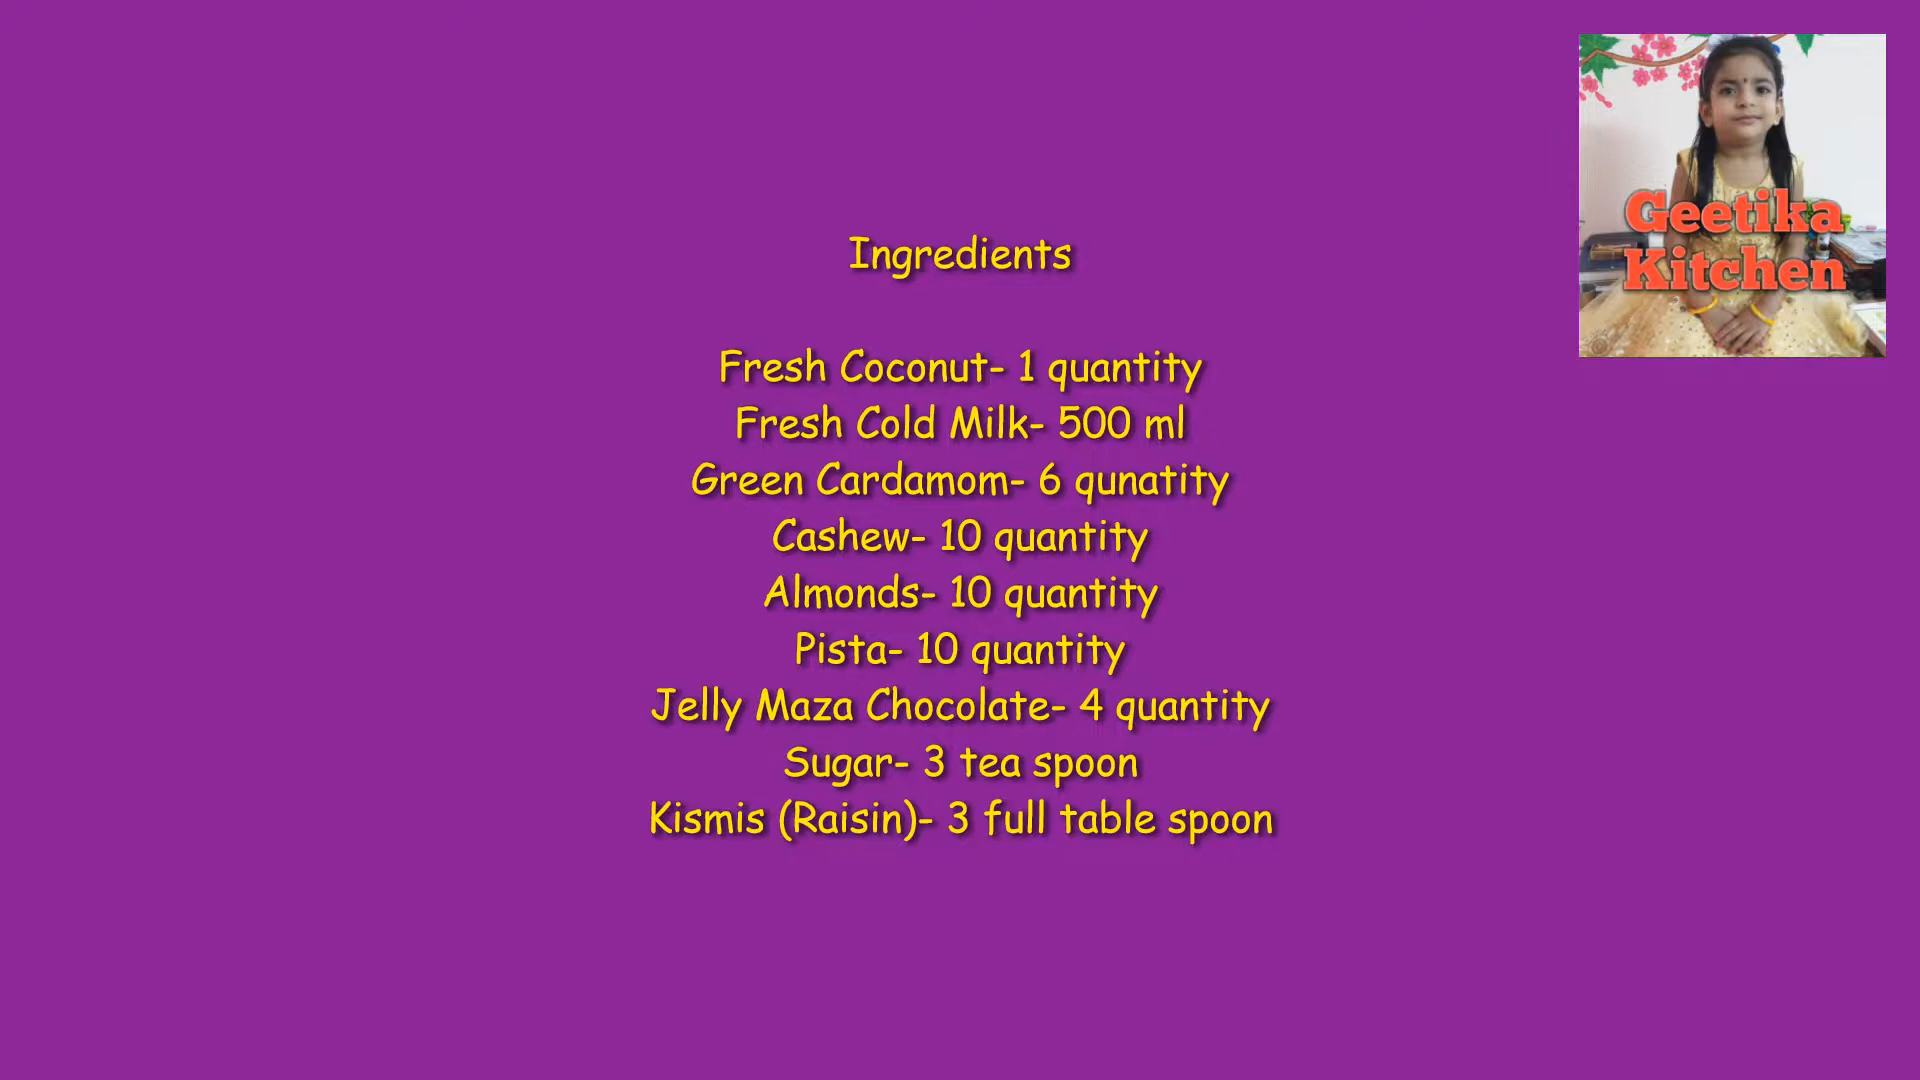 Ingredients
Fresh Coconut- 1 quantity
Fresh Cold Milk- 500 ml
Green Cardamom- 6 qunatity
Cashew- 10 quantity
Almonds- 10 quantity
Pista- 10 quantity
Jelly Maza Chocolate- 4 quantity
Sugar- 3 tea spoon
Kismis (Raisin)- 3 full table spoon
Geetika
Kitchen